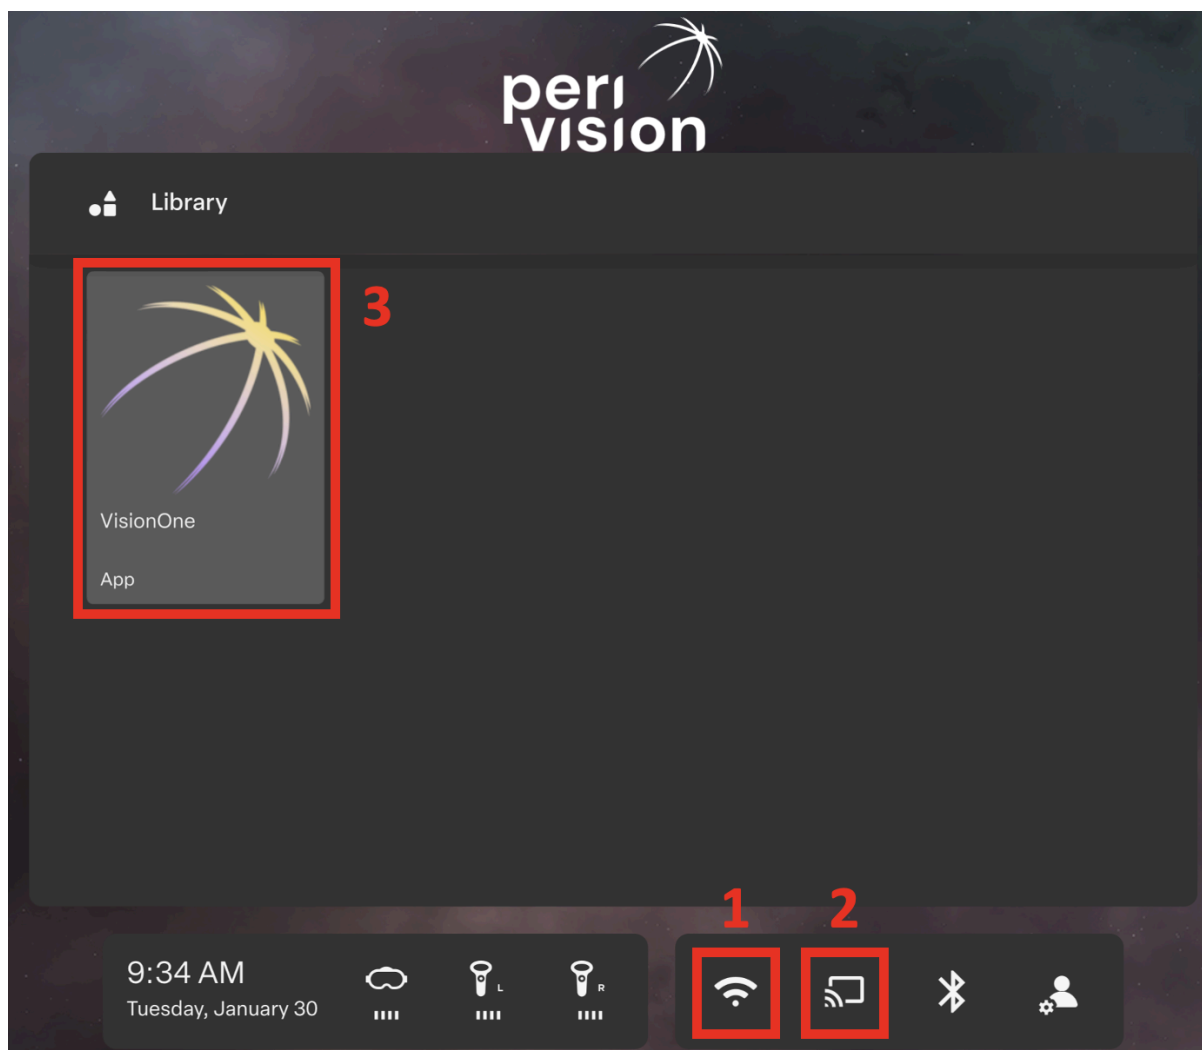 peri
vision
Library
3
VisionOne
App
1 2
9:34 AM
Tuesday, January 30
L R